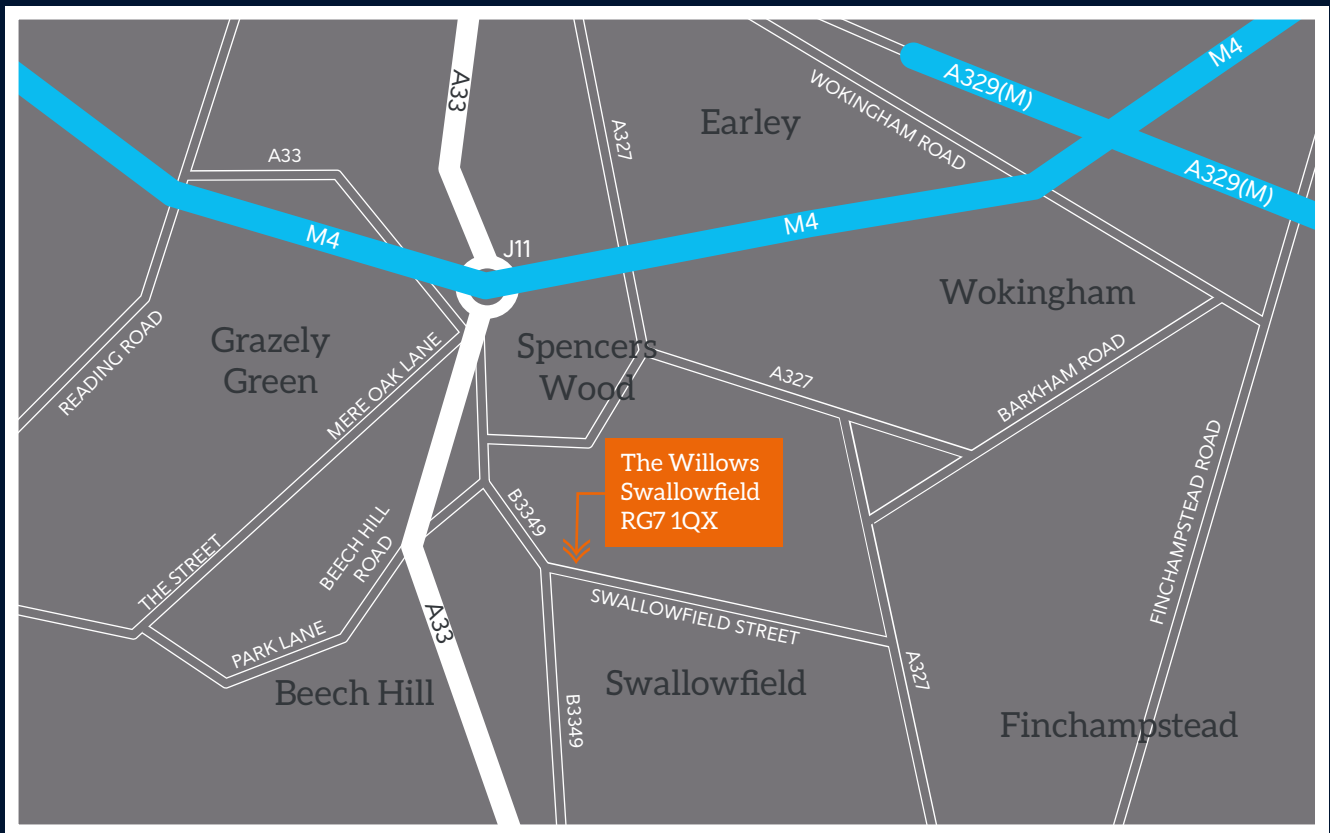 M4
A33
A329(M)
WOKINGHAM ROAD
Earley
A327
A33
A329(M)
M4
M4
J11
Wokingham
Grazely
Green
Spencers
Wood
READING ROAD
MERE OAK LANE
A327
BARKHAM ROAD
The Willows
Swallowfield
RG7 1QX
B3349
FINCHAMPSTEAD ROAD
BEECH HILL
ROAD
THE STREET
SWALLOWFIELD STREET
A33
PARK LANE
A327
Beech Hill
Swallowfield
B3349
Finchampstead